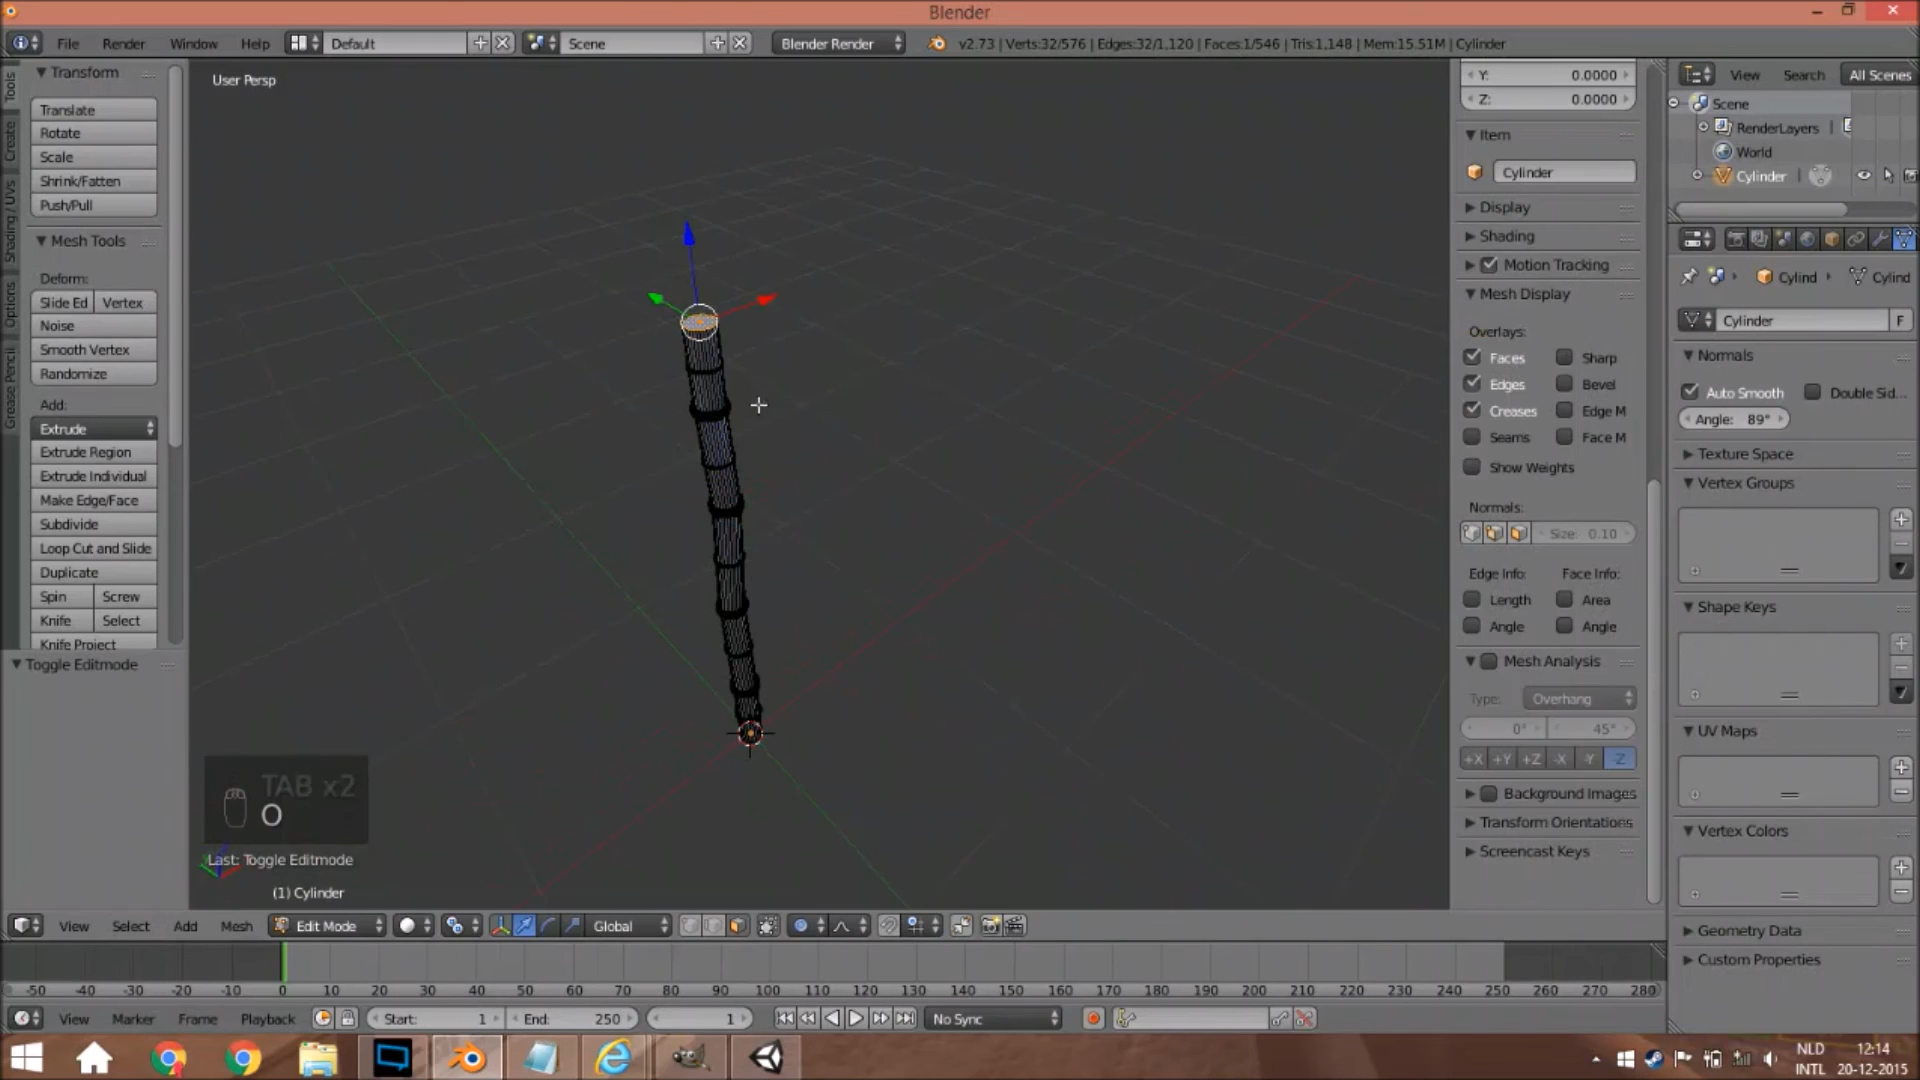 Blender
File Render Window Help Default Scene Blender Render v2.73 | Verts:32/576 | Edges:32/1,120 | Faces:1/546 | Tris:1,148 | Mem:15.51M | Cylinder
Tools
Create
Shading / UVs
Options
Grease Pencil
Transform
Translate
Rotate
Scale
Shrink/Fatten
Push/Pull
Mesh Tools
Deform:
Slide Ed Vertex
Noise
Smooth Vertex
Randomize
Add:
Extrude
Extrude Region
Extrude Individual
Make Edge/Face
Subdivide
Loop Cut and Slide
Duplicate
Spin Screw
Knife Select
Knife Project
Toggle Editmode
User Persp
TAB x2
O
Last: Toggle Editmode
(1) Cylinder
Y: 0.0000
Z: 0.0000
Item
Cylinder
Display
Shading
Motion Tracking
Mesh Display
Overlays:
Faces Sharp
Edges Bevel
Creases Edge M
Seams Face M
Show Weights
Normals:
Size: 0.10
Edge Info: Face Info:
Length Area
Angle Angle
Mesh Analysis
Type: Overhang
0° 45°
+X +Y +Z -X -Y -Z
Background Images
Transform Orientations
Screencast Keys
View Search All Scenes
Scene
RenderLayers
World
Cylinder
Cylind Cylind
Cylinder F
Normals
Auto Smooth Double Sid...
Angle: 89°
Texture Space
Vertex Groups
Shape Keys
UV Maps
Vertex Colors
Geometry Data
Custom Properties
View Select Add Mesh Edit Mode Global
-50 -40 -30 -20 -10 0 10 20 30 40 50 60 70 80 90 100 110 120 130 140 150 160 170 180 190 200 210 220 230 240 250 260 270 280
View Marker Frame Playback Start: 1 End: 250 1 No Sync
NLD 12:14
INTL 20-12-2015